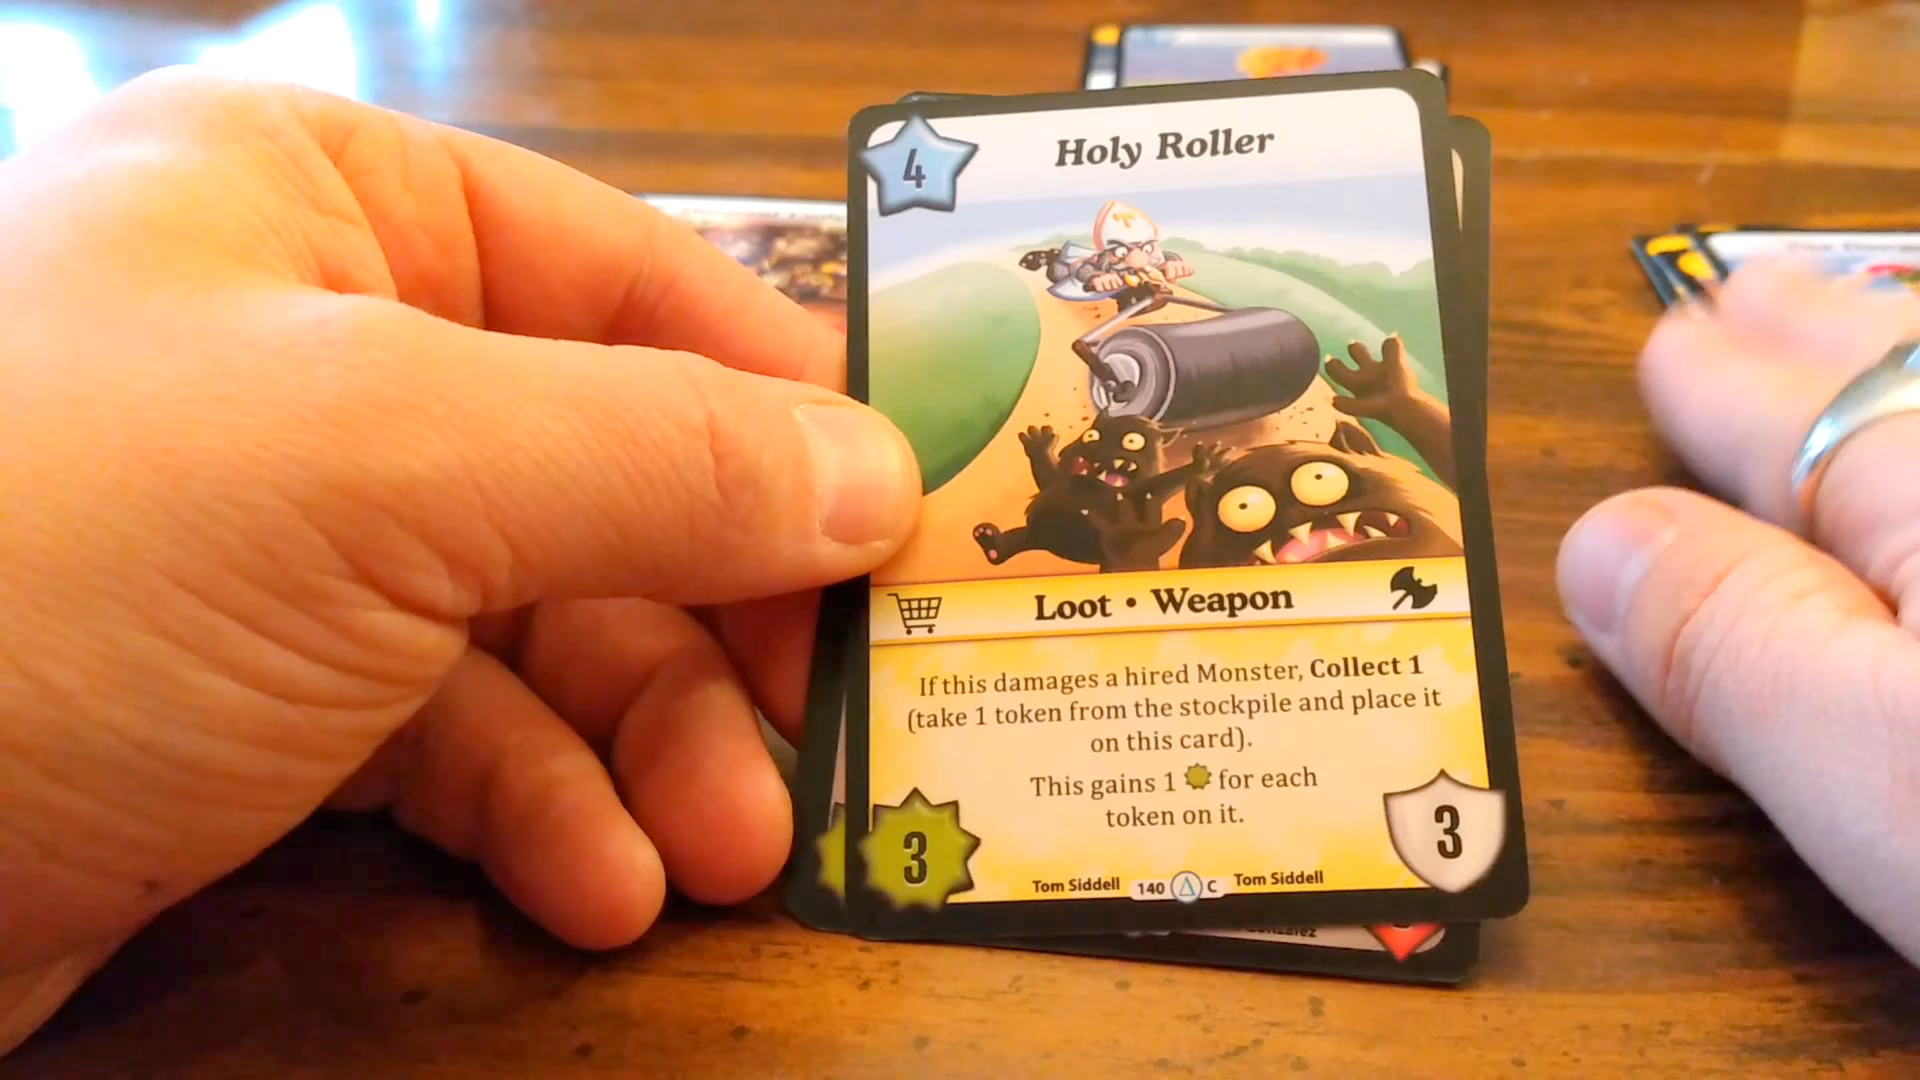 4
Holy Roller
Loot • Weapon
If this damages a hired Monster, Collect 1
(take 1 token from the stockpile and place it
on this card).
This gains 1 for each
token on it.
3
3
Tom Siddell 140 C Tom Siddell